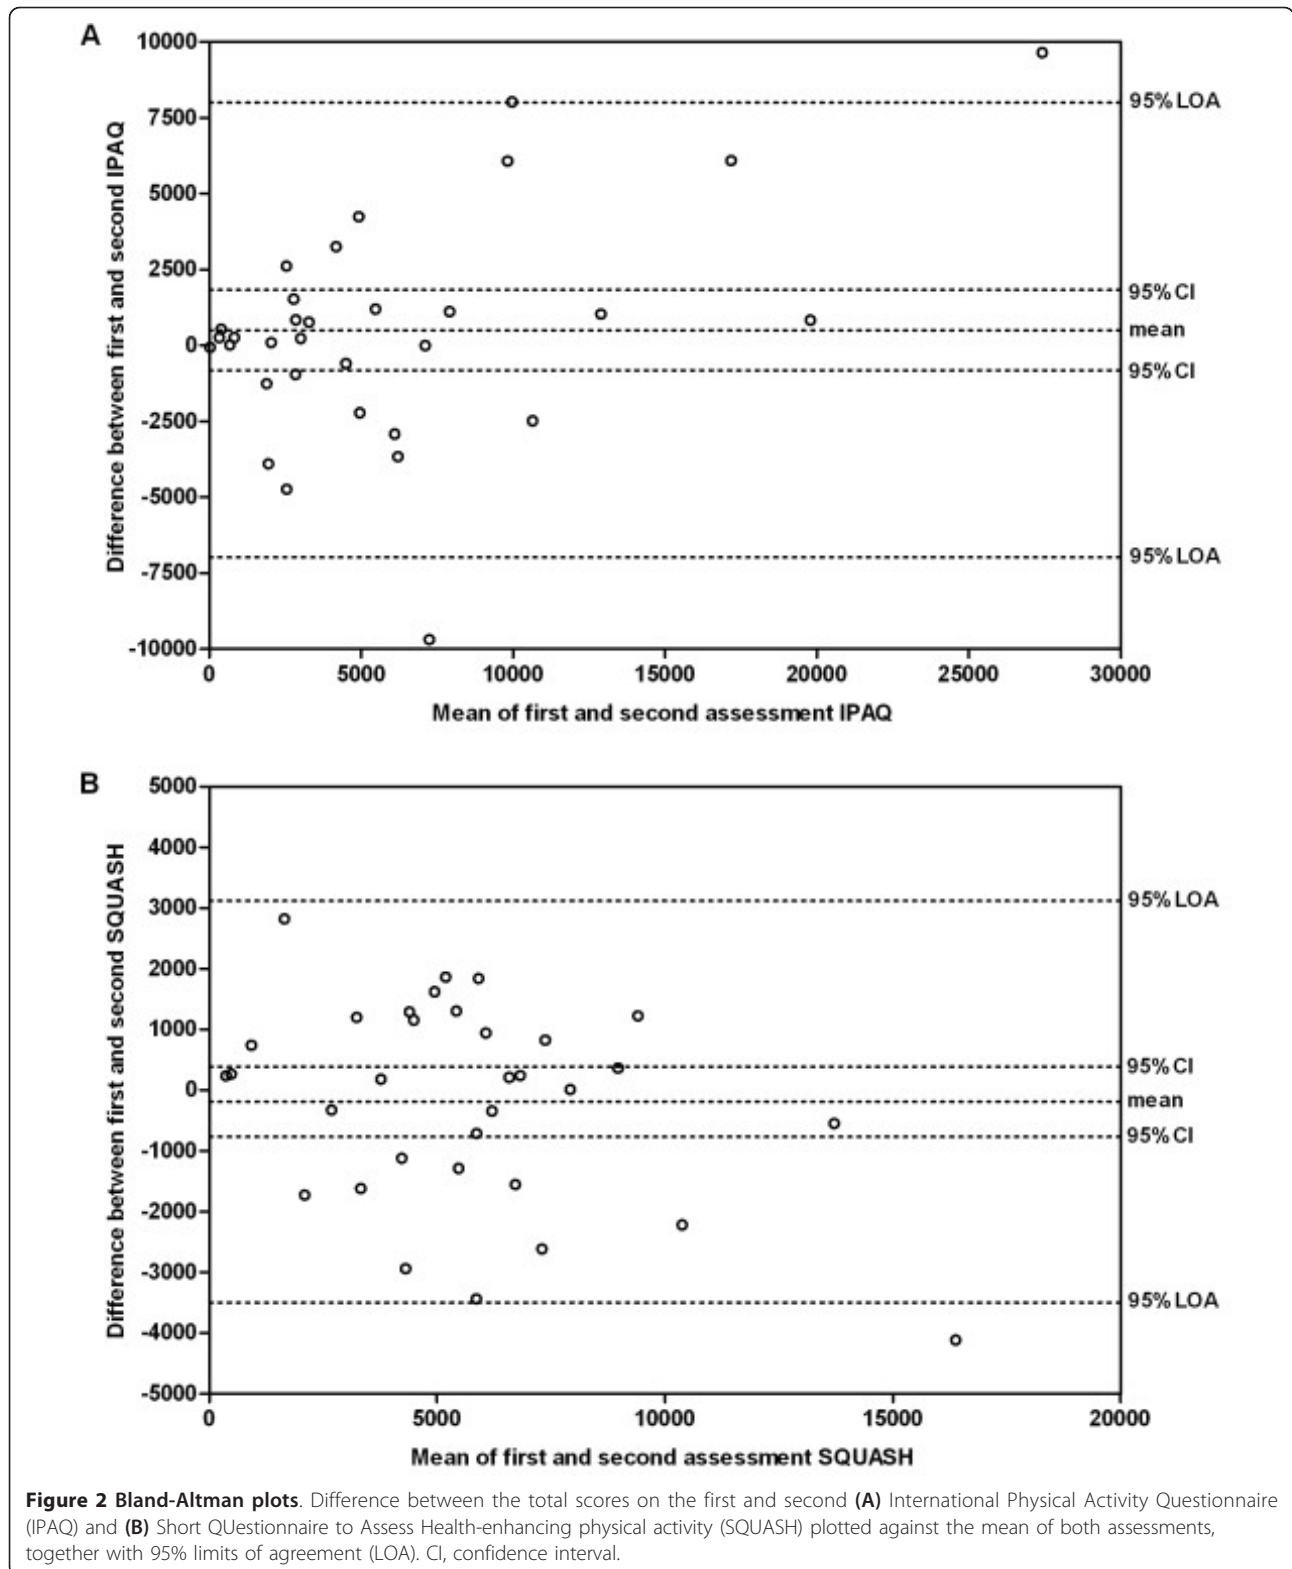 A
10000
7500
5000
2500
0
-2500
-5000
-7500
-10000
Difference between first and second IPAQ
95% LOA
95% CI
mean
95% CI
95% LOA
0 5000 10000 15000 20000 25000 30000
Mean of first and second assessment IPAQ
B
5000
4000
3000
2000
1000
0
-1000
-2000
-3000
-4000
-5000
Difference between first and second SQUASH
95% LOA
95% CI
mean
95% CI
95% LOA
0 5000 10000 15000 20000
Mean of first and second assessment SQUASH
Figure 2 Bland-Altman plots. Difference between the total scores on the first and second (A) International Physical Activity Questionnaire
(IPAQ) and (B) Short QUestionnaire to Assess Health-enhancing physical activity (SQUASH) plotted against the mean of both assessments,
together with 95% limits of agreement (LOA). CI, confidence interval.